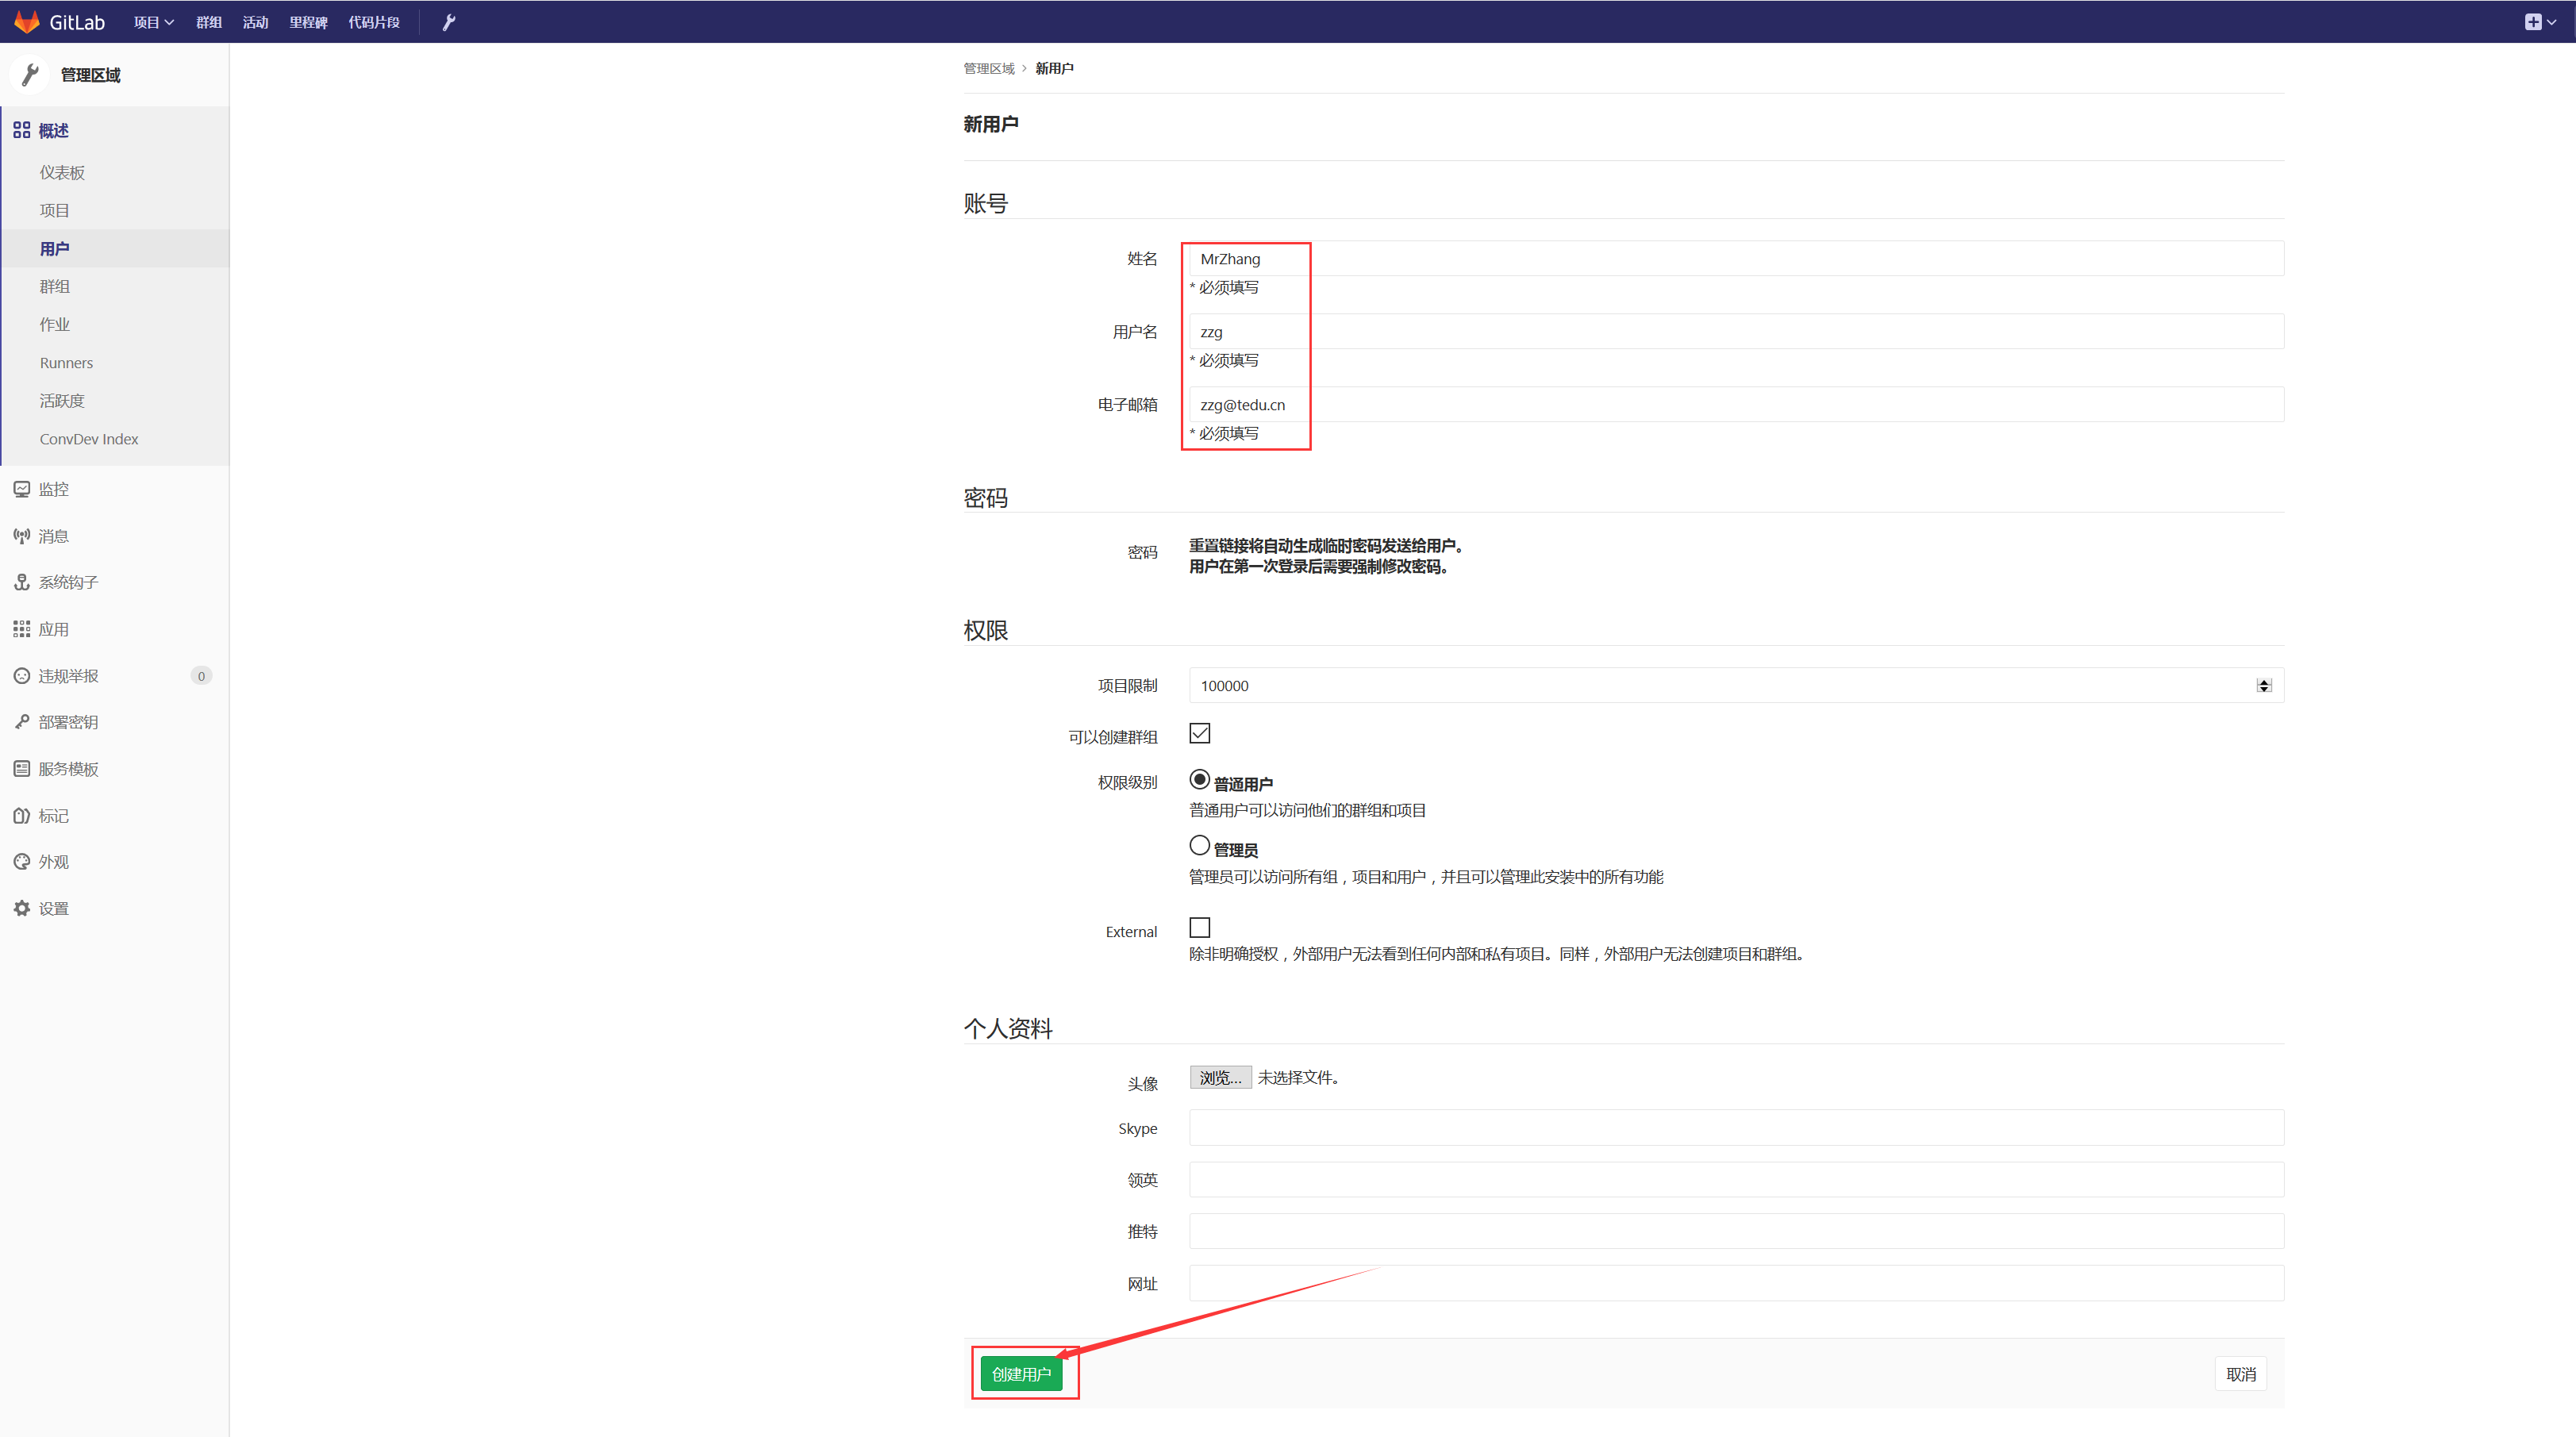 GitLab 项目 群组 活动 里程碑 代码片段
管理区域
概述
仪表板
项目
用户
群组
作业
Runners
活跃度
ConvDev Index
监控
消息
系统钩子
应用
违规举报 0
部署密钥
服务模板
标记
外观
设置
管理区域 > 新用户
新用户
账号
姓名 MrZhang
* 必须填写
用户名 zzg
* 必须填写
电子邮箱 zzg@tedu.cn
* 必须填写
密码
密码 重置链接将自动生成临时密码发送给用户。
用户在第一次登录后需要强制修改密码。
权限
项目限制 100000
可以创建群组
权限级别 普通用户
普通用户可以访问他们的群组和项目
管理员
管理员可以访问所有组，项目和用户，并且可以管理此安装中的所有功能
External
除非明确授权，外部用户无法看到任何内部和私有项目。同样，外部用户无法创建项目和群组。
个人资料
头像 浏览... 未选择文件。
Skype
领英
推特
网址
创建用户 取消